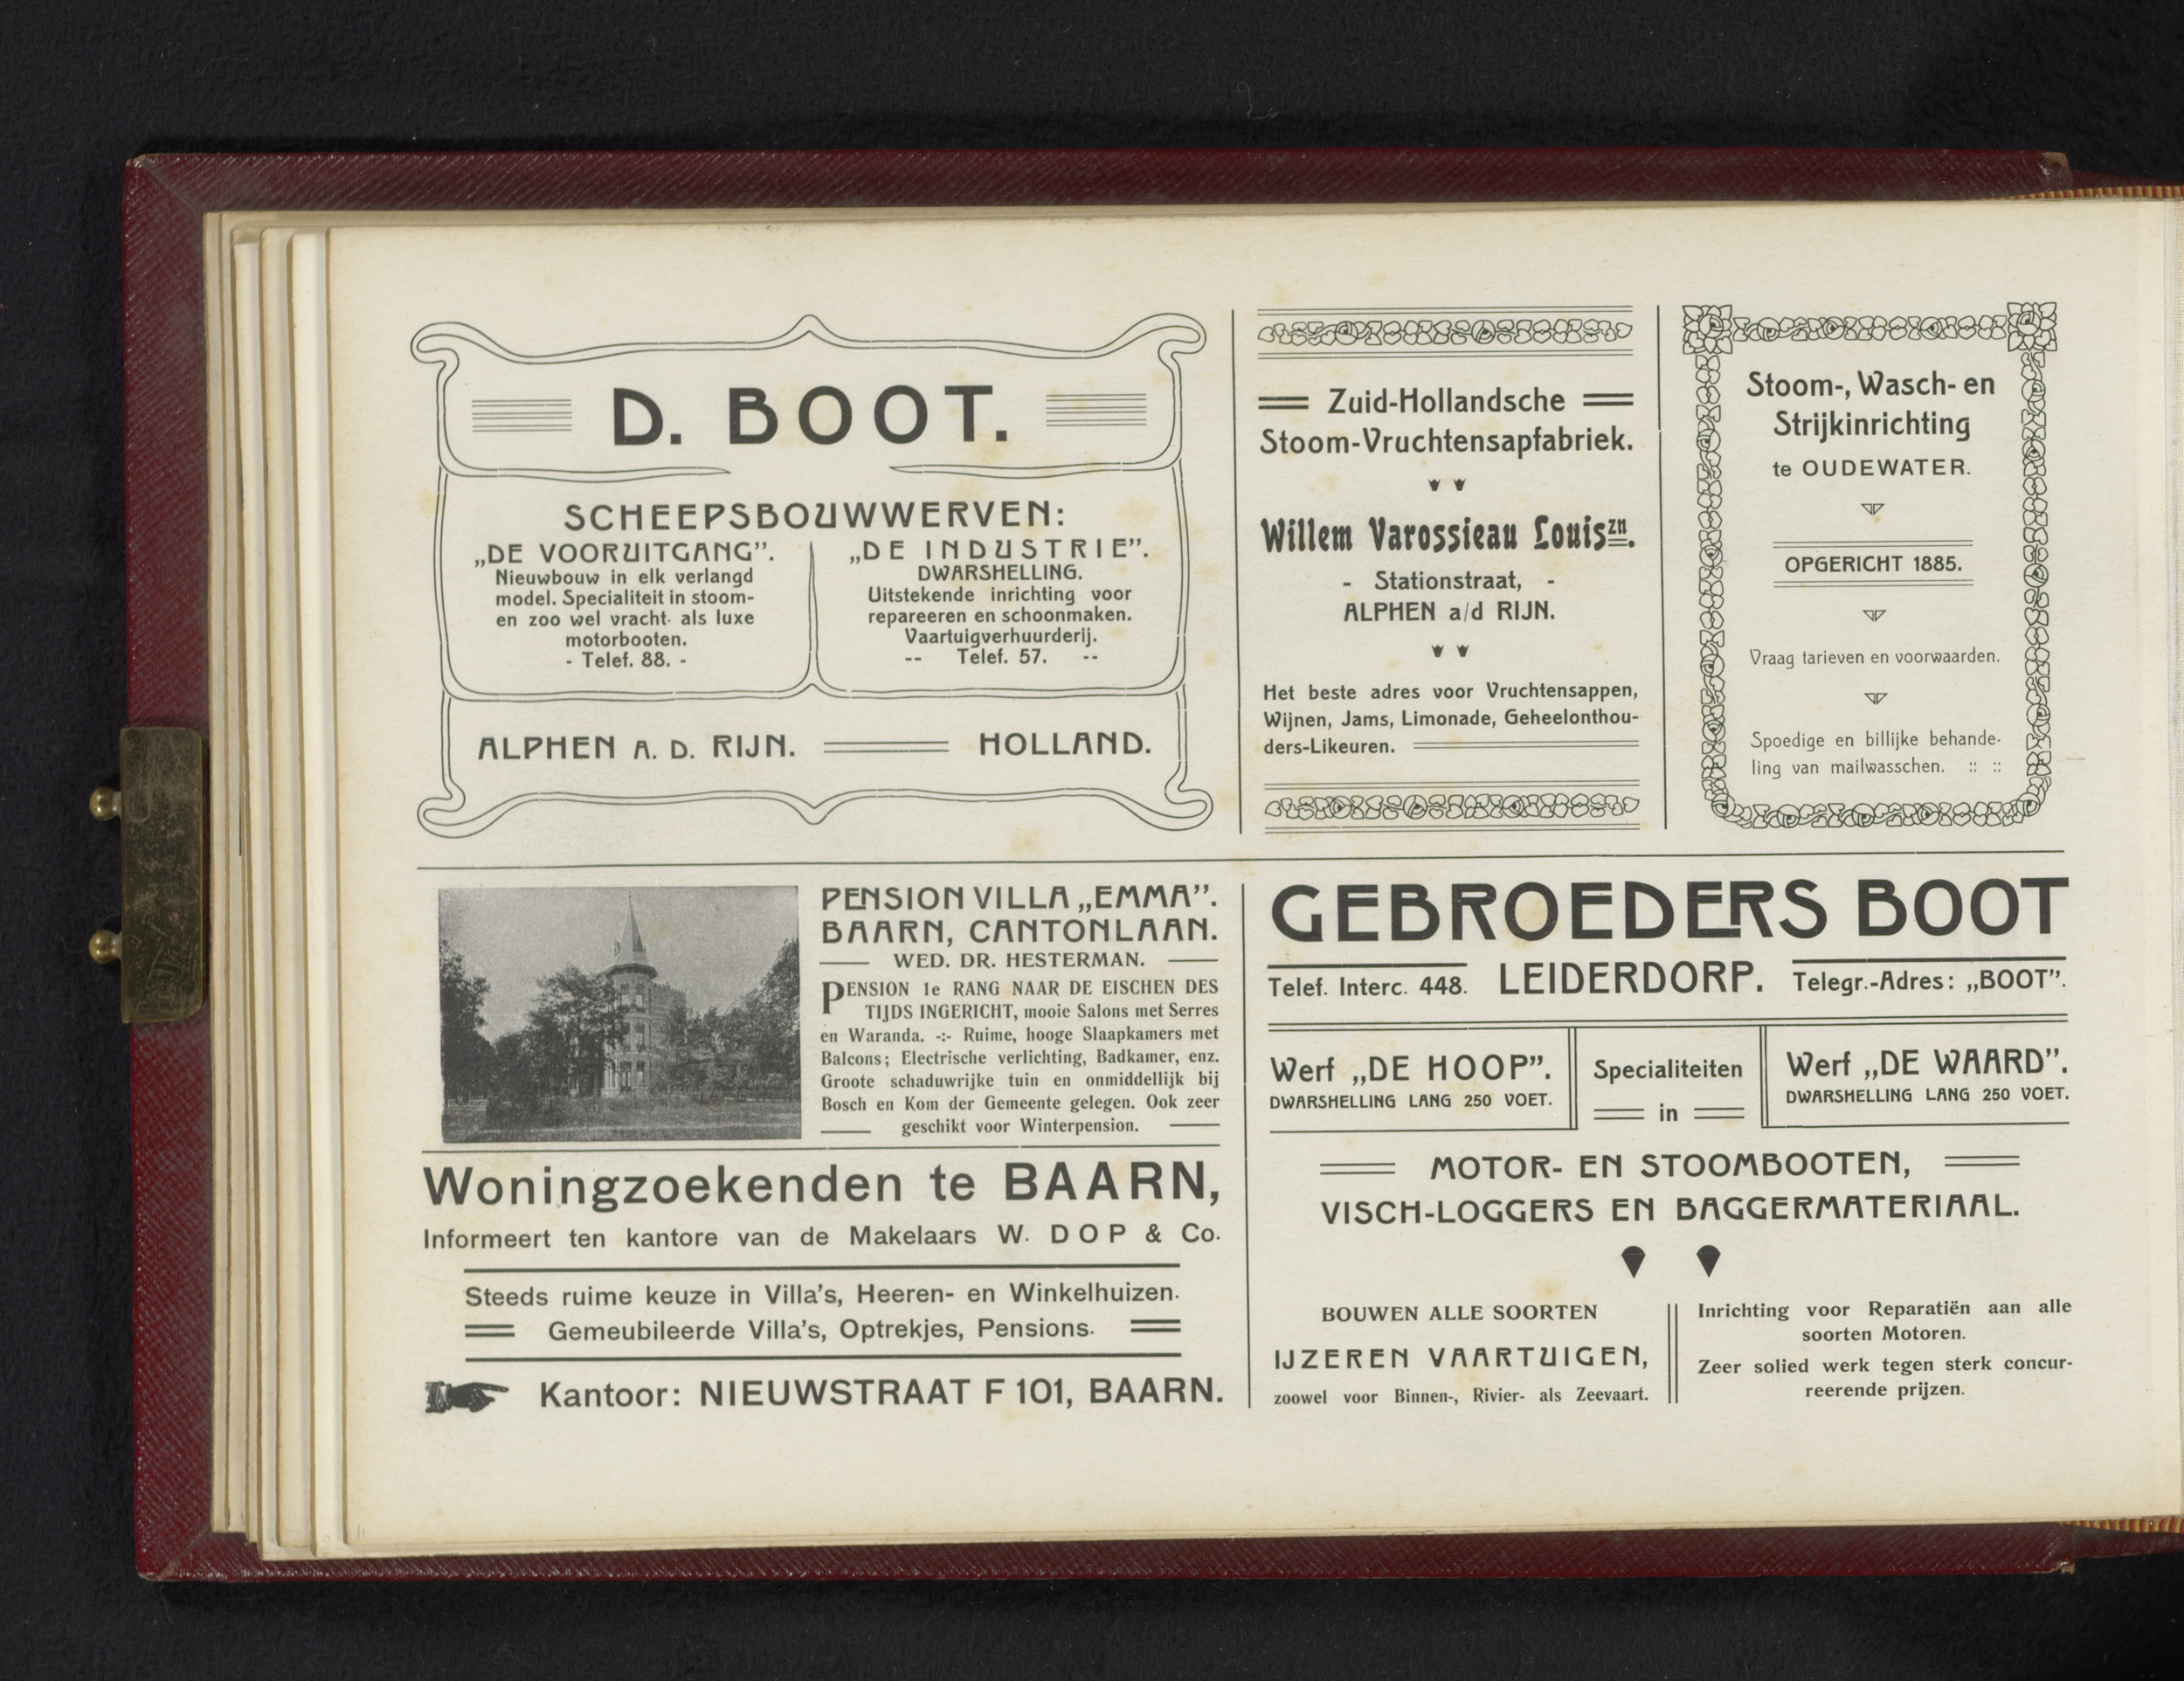 D. BOOT.
SCHEEPSBOUWWERVEN:
„DE VOORUITGANG”.
Nieuwbouw in elk verlangd
model. Specialiteit in stoom-
en zoo wel vracht- als luxe
motorbooten.
- Telef. 88. -
„DE INDUSTRIE”.
DWARSHELLING.
Uitstekende inrichting voor
repareeren en schoonmaken.
Vaartuigverhuurderij.
-- Telef. 57. --
ALPHEN A. D. RIJN. HOLLAND.
Zuid-Hollandsche
Stoom-Vruchtensapfabriek.
Willem Varossieau Louiszn.
- Stationstraat, -
ALPHEN a/d RIJN.
Het beste adres voor Vruchtensappen,
Wijnen, Jams, Limonade, Geheelonthou-
ders-Likeuren.
Stoom-, Wasch- en
Strijkinrichting
te OUDEWATER.
OPGERICHT 1885.
Vraag tarieven en voorwaarden.
Spoedige en billijke behande-
ling van mailwasschen. :: ::
PENSION VILLA „EMMA”.
BAARN, CANTONLAAN.
WED. DR. HESTERMAN.
PENSION 1e RANG NAAR DE EISCHEN DES
TIJDS INGERICHT, mooie Salons met Serres
en Waranda. -:- Ruime, hooge Slaapkamers met
Balcons; Electrische verlichting, Badkamer, enz.
Groote schaduwrijke tuin en onmiddellijk bij
Bosch en Kom der Gemeente gelegen. Ook zeer
geschikt voor Winterpension.
Woningzoekenden te BAARN,
Informeert ten kantore van de Makelaars W. DOP & Co.
Steeds ruime keuze in Villa's, Heeren- en Winkelhuizen.
Gemeubileerde Villa's, Optrekjes, Pensions.
Kantoor: NIEUWSTRAAT F 101, BAARN.
GEBROEDERS BOOT
Telef. Interc. 448. LEIDERDORP. Telegr.-Adres: „BOOT”.
Werf „DE HOOP”.
DWARSHELLING LANG 250 VOET.
Specialiteiten
in
Werf „DE WAARD”.
DWARSHELLING LANG 250 VOET.
MOTOR- EN STOOMBOOTEN,
VISCH-LOGGERS EN BAGGERMATERIAAL.
BOUWEN ALLE SOORTEN
IJZEREN VAARTUIGEN,
zoowel voor Binnen-, Rivier- als Zeevaart.
Inrichting voor Reparatiën aan alle
soorten Motoren.
Zeer solied werk tegen sterk concur-
reerende prijzen.